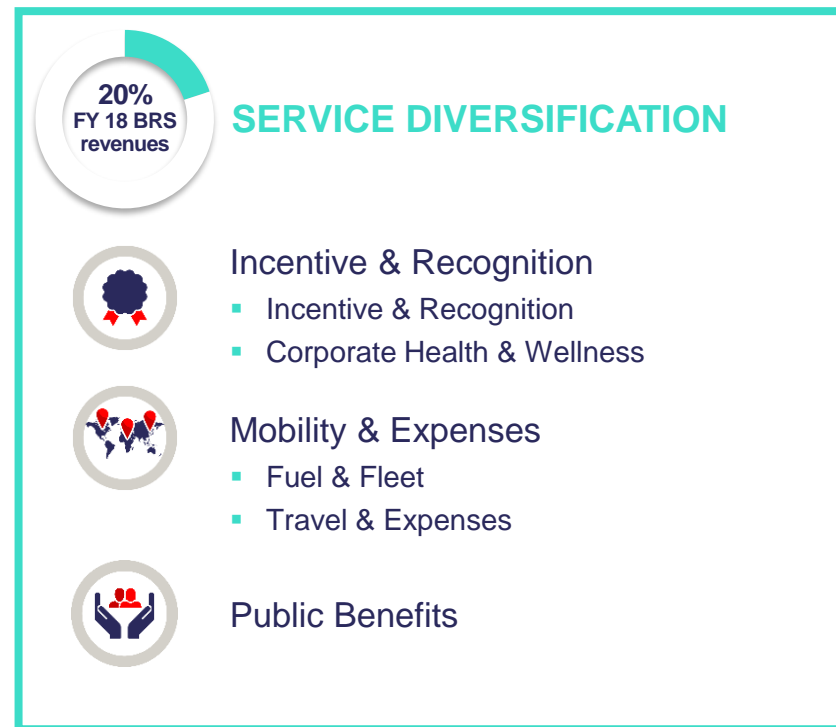 20%
FY 18 BRS
revenues
SERVICE DIVERSIFICATION
Incentive & Recognition
▪ Incentive & Recognition
▪ Corporate Health & Wellness
Mobility & Expenses
▪ Fuel & Fleet
▪ Travel & Expenses
Public Benefits